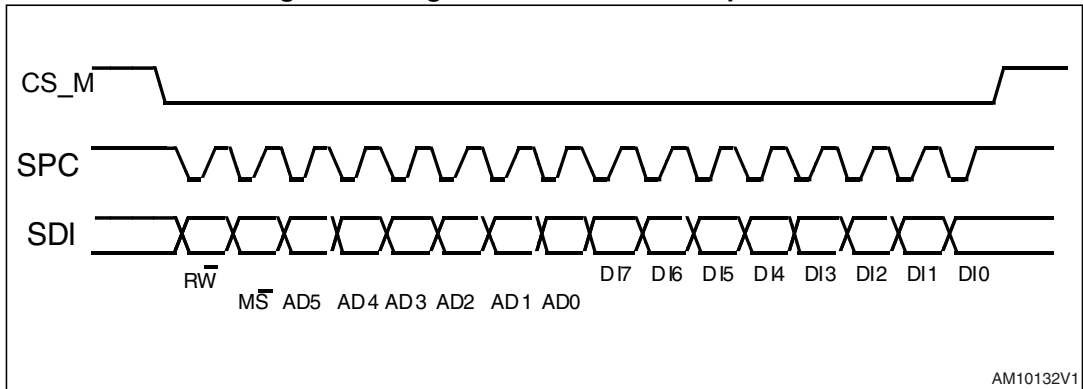 CS_M
SPC
SDI
RW̅ DI7 DI6 DI5 DI4 DI3 DI2 DI1 DI0
MS̅ AD5 AD4 AD3 AD2 AD1 AD0
AM10132V1